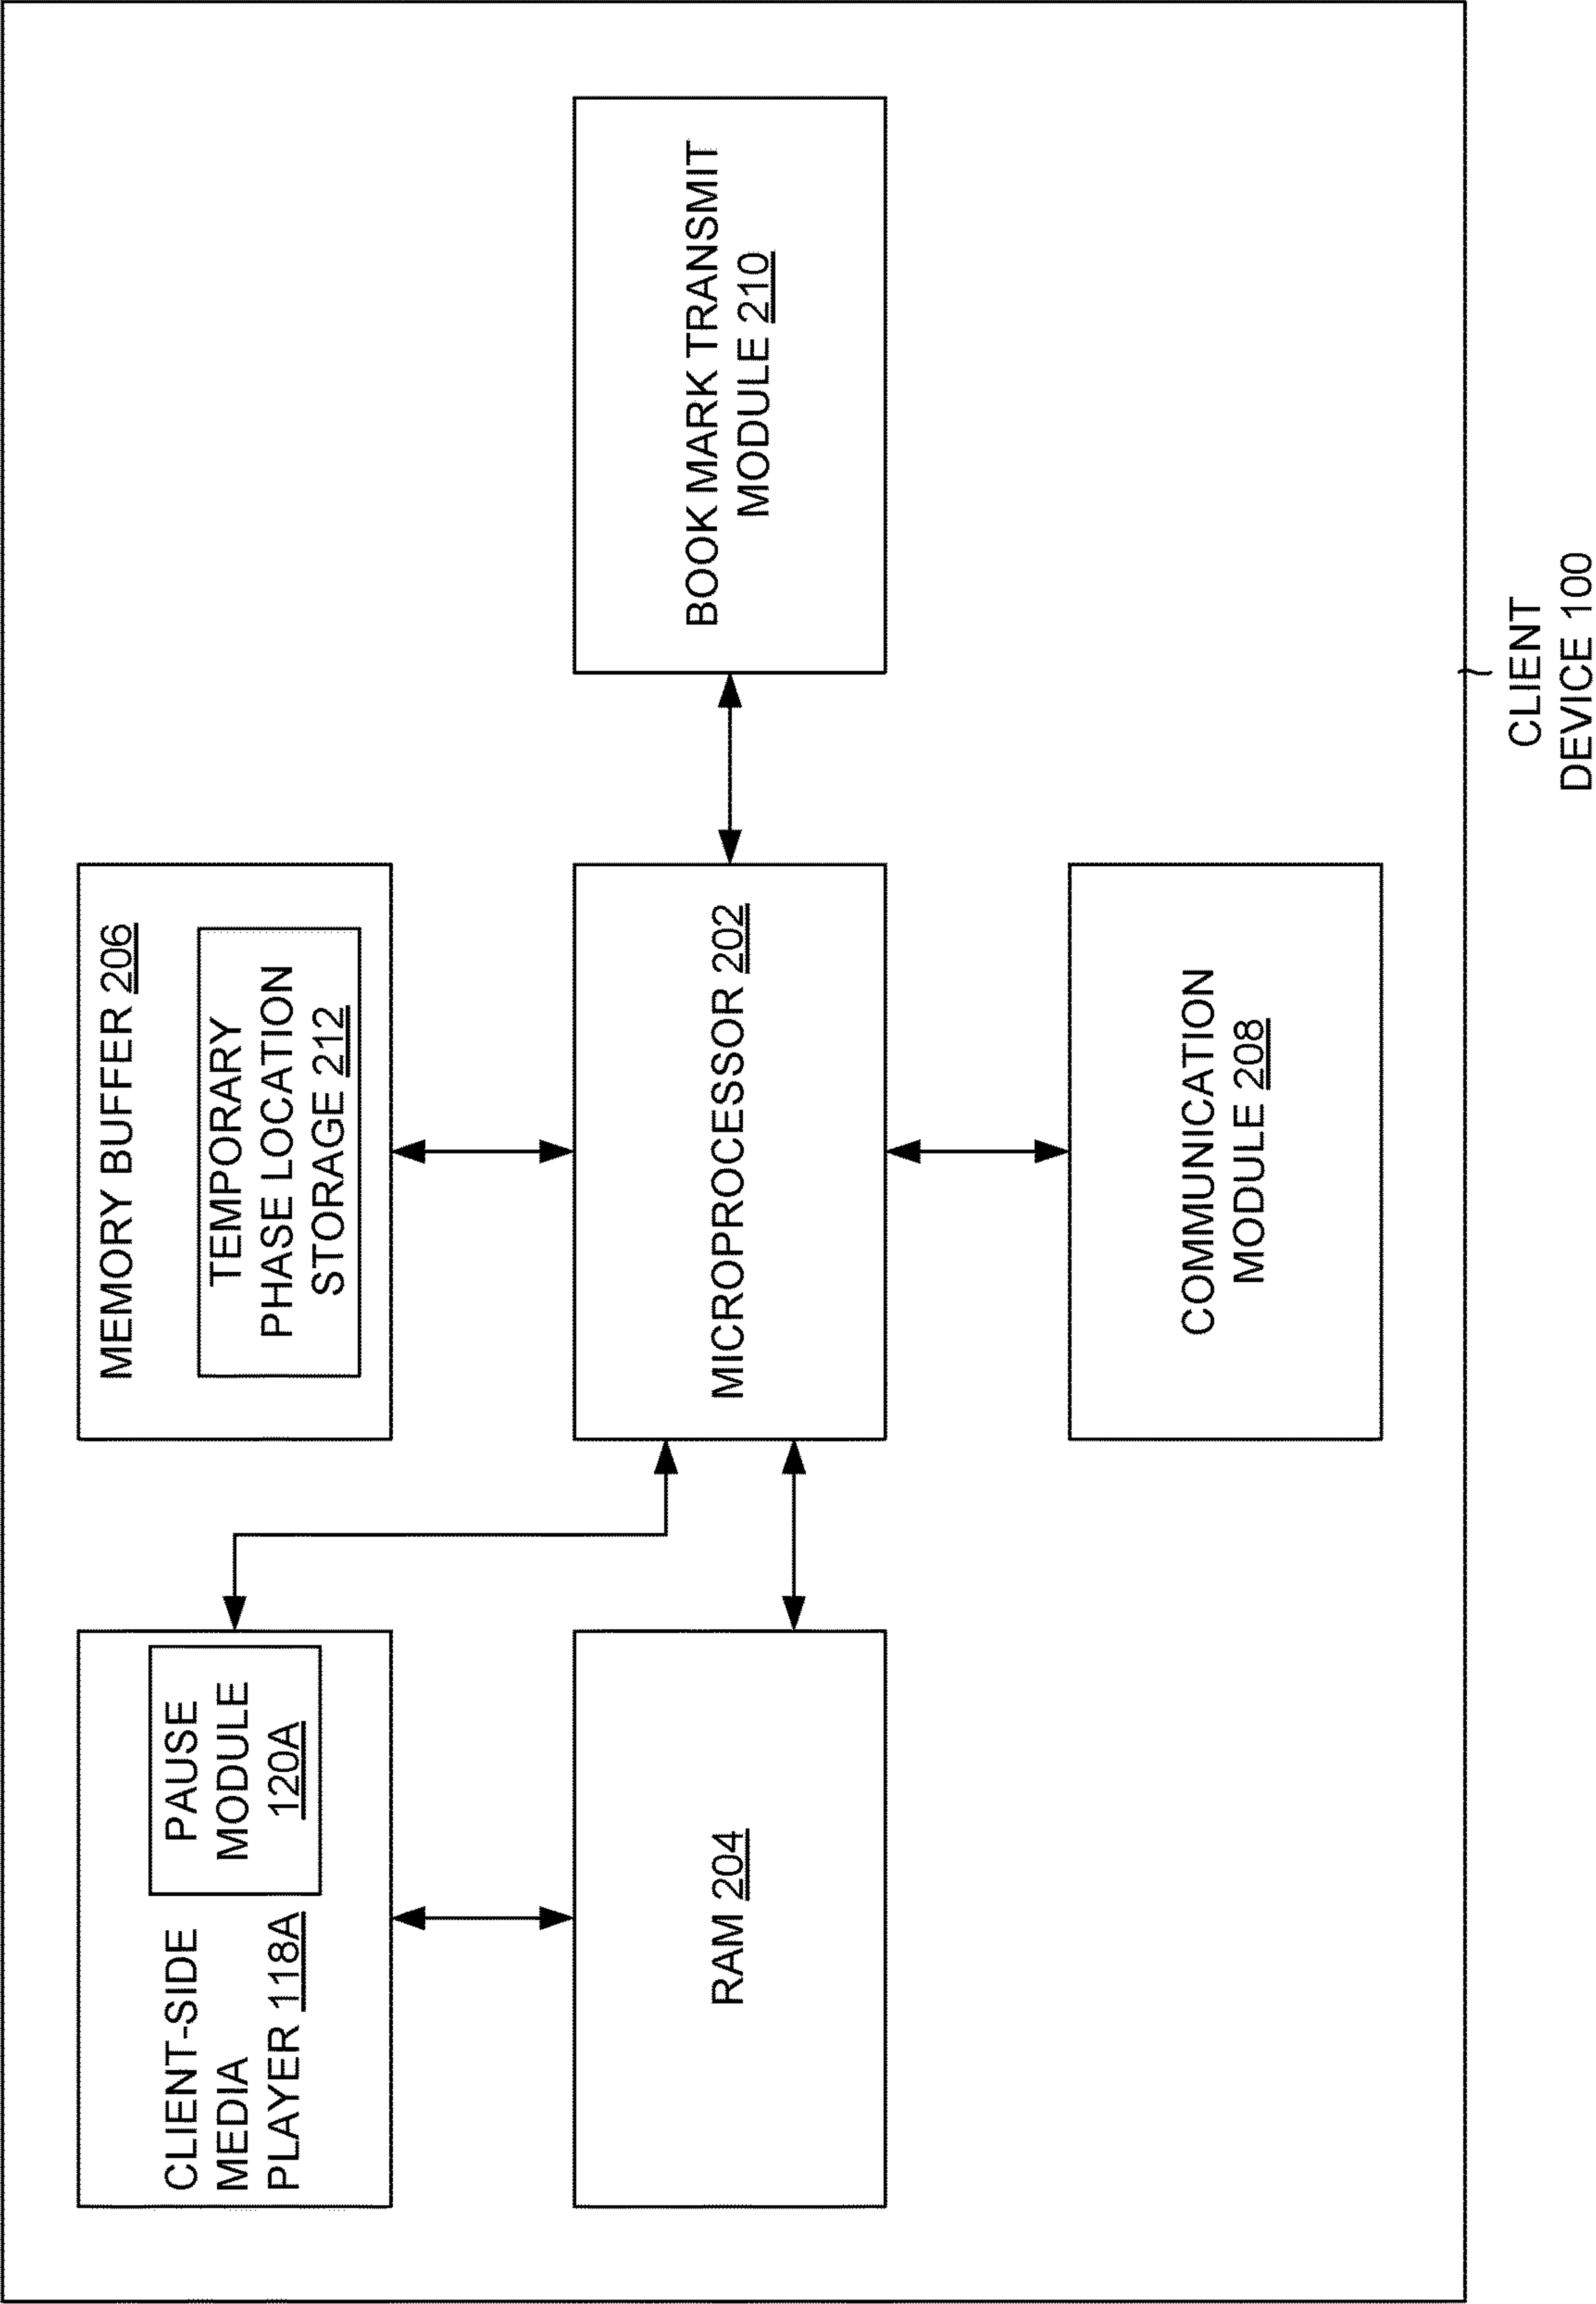 CLIENT-SIDE
MEDIA
PLAYER 118A
PAUSE
MODULE
120A
MEMORY BUFFER 206
TEMPORARY
PHASE LOCATION
STORAGE 212
RAM 204
MICROPROCESSOR 202
BOOK MARK TRANSMIT
MODULE 210
COMMUNICATION
MODULE 208
CLIENT
DEVICE 100